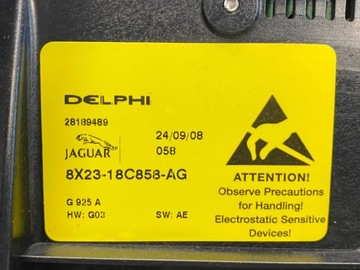 DELPHI
28189489
JAGUAR
24/09/08
058
8X23-18C858-AG
G 925 A
HW: G03
SW: AE
ATTENTION!
Observe Precautions
for Handling!
Electrostatic Sensitive
Devices!